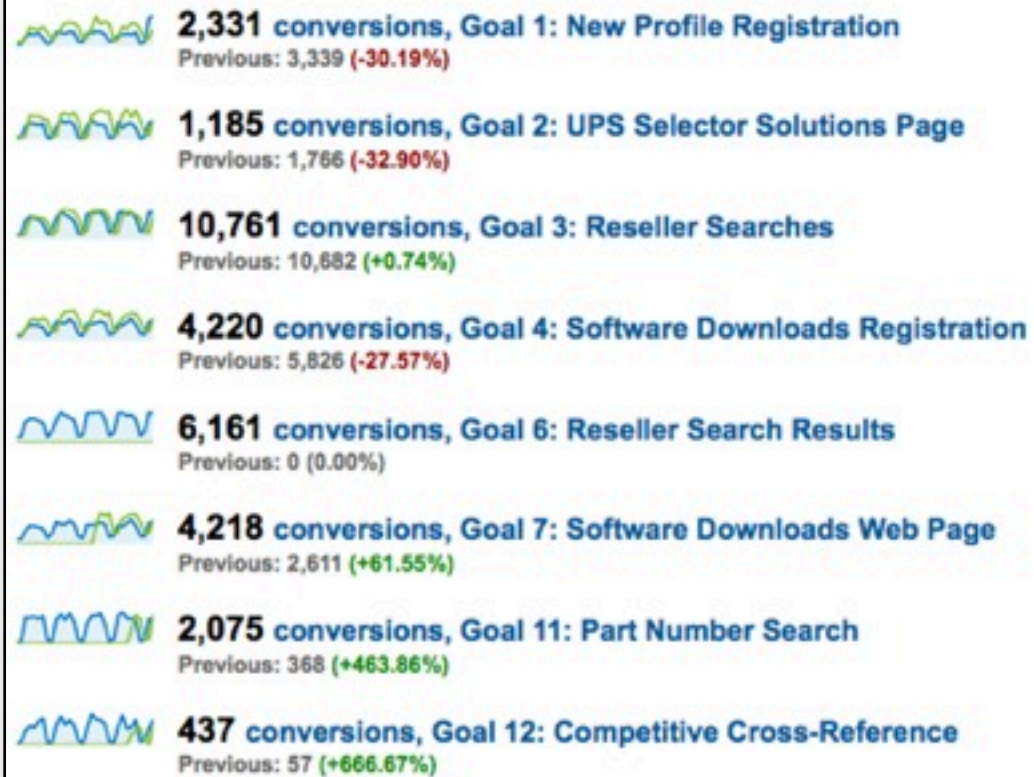 2,331 conversions, Goal 1: New Profile Registration
Previous: 3,339 (-30.19%)
1,185 conversions, Goal 2: UPS Selector Solutions Page
Previous: 1,766 (-32.90%)
10,761 conversions, Goal 3: Reseller Searches
Previous: 10,682 (+0.74%)
4,220 conversions, Goal 4: Software Downloads Registration
Previous: 5,826 (-27.57%)
6,161 conversions, Goal 6: Reseller Search Results
Previous: 0 (0.00%)
4,218 conversions, Goal 7: Software Downloads Web Page
Previous: 2,611 (+61.55%)
2,075 conversions, Goal 11: Part Number Search
Previous: 368 (+463.86%)
437 conversions, Goal 12: Competitive Cross-Reference
Previous: 57 (+666.67%)